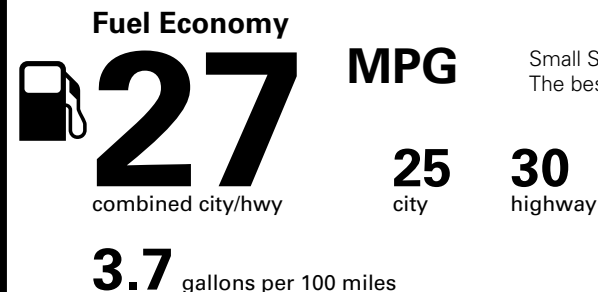 Fuel Economy
27 MPG
Small
The
25 30
combined city/hwy city highway
3.7 gallons per 100 miles